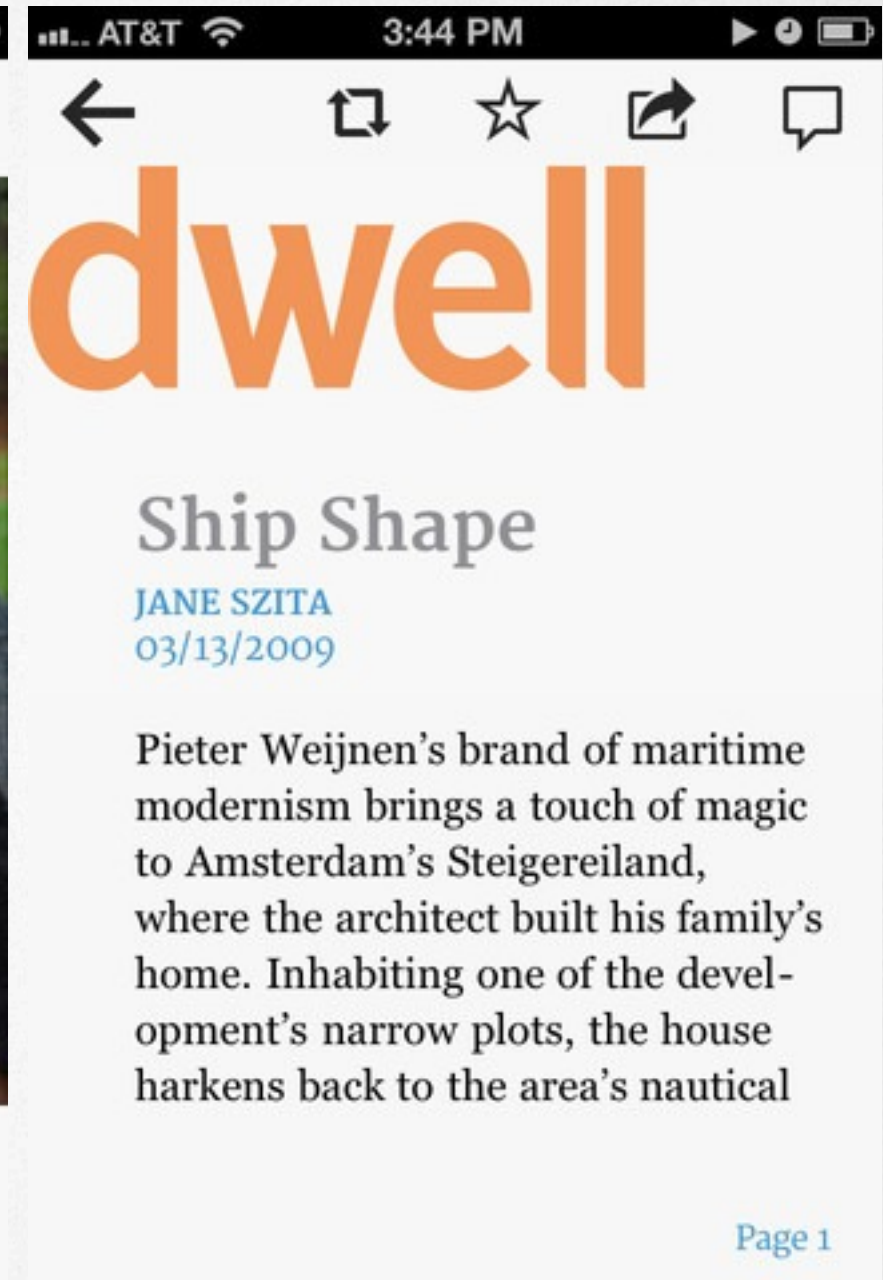 AT&T 3:44 PM
dwell
Ship Shape
JANE SZITA
03/13/2009
Pieter Weijnen’s brand of maritime
modernism brings a touch of magic
to Amsterdam’s Steigereiland,
where the architect built his family’s
home. Inhabiting one of the devel-
opment’s narrow plots, the house
harkens back to the area’s nautical
Page 1